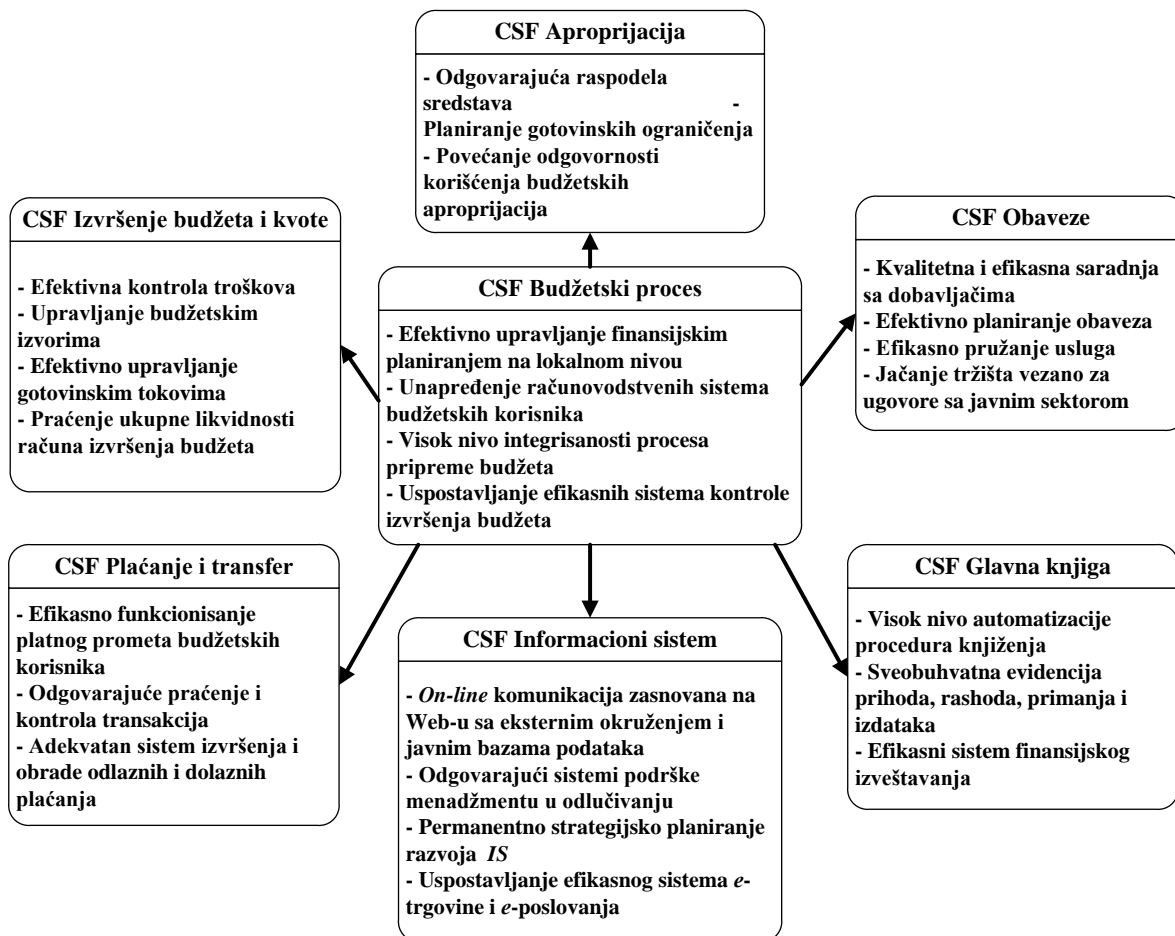 CSF Aproprijacija
- Odgovarajuća raspodela
sredstava -
Planiranje gotovinskih ograničenja
- Povećanje odgovornosti
korišćenja budžetskih
aproprijacija
CSF Izvršenje budžeta i kvote
- Efektivna kontrola troškova
- Upravljanje budžetskim
izvorima
- Efektivno upravljanje
gotovinskim tokovima
- Praćenje ukupne likvidnosti
računa izvršenja budžeta
CSF Budžetski proces
- Efektivno upravljanje finansijskim
planiranjem na lokalnom nivou
- Unapređenje računovodstvenih sistema
budžetskih korisnika
- Visok nivo integrisanosti procesa
pripreme budžeta
- Uspostavljanje efikasnih sistema kontrole
izvršenja budžeta
CSF Obaveze
- Kvalitetna i efikasna saradnja
sa dobavljačima
- Efektivno planiranje obaveza
- Efikasno pružanje usluga
- Jačanje tržišta vezano za
ugovore sa javnim sektorom
CSF Plaćanje i transfer
- Efikasno funkcionisanje
platnog prometa budžetskih
korisnika
- Odgovarajuće praćenje i
kontrola transakcija
- Adekvatan sistem izvršenja i
obrade odlaznih i dolaznih
plaćanja
CSF Informacioni sistem
- On-line komunikacija zasnovana na
Web-u sa eksternim okruženjem i
javnim bazama podataka
- Odgovarajući sistemi podrške
menadžmentu u odlučivanju
- Permanentno strategijsko planiranje
razvoja IS
- Uspostavljanje efikasnog sistema e-
trgovine i e-poslovanja
CSF Glavna knjiga
- Visok nivo automatizacije
procedura knjiženja
- Sveobuhvatna evidencija
prihoda, rashoda, primanja i
izdataka
- Efikasni sistem finansijskog
izveštavanja